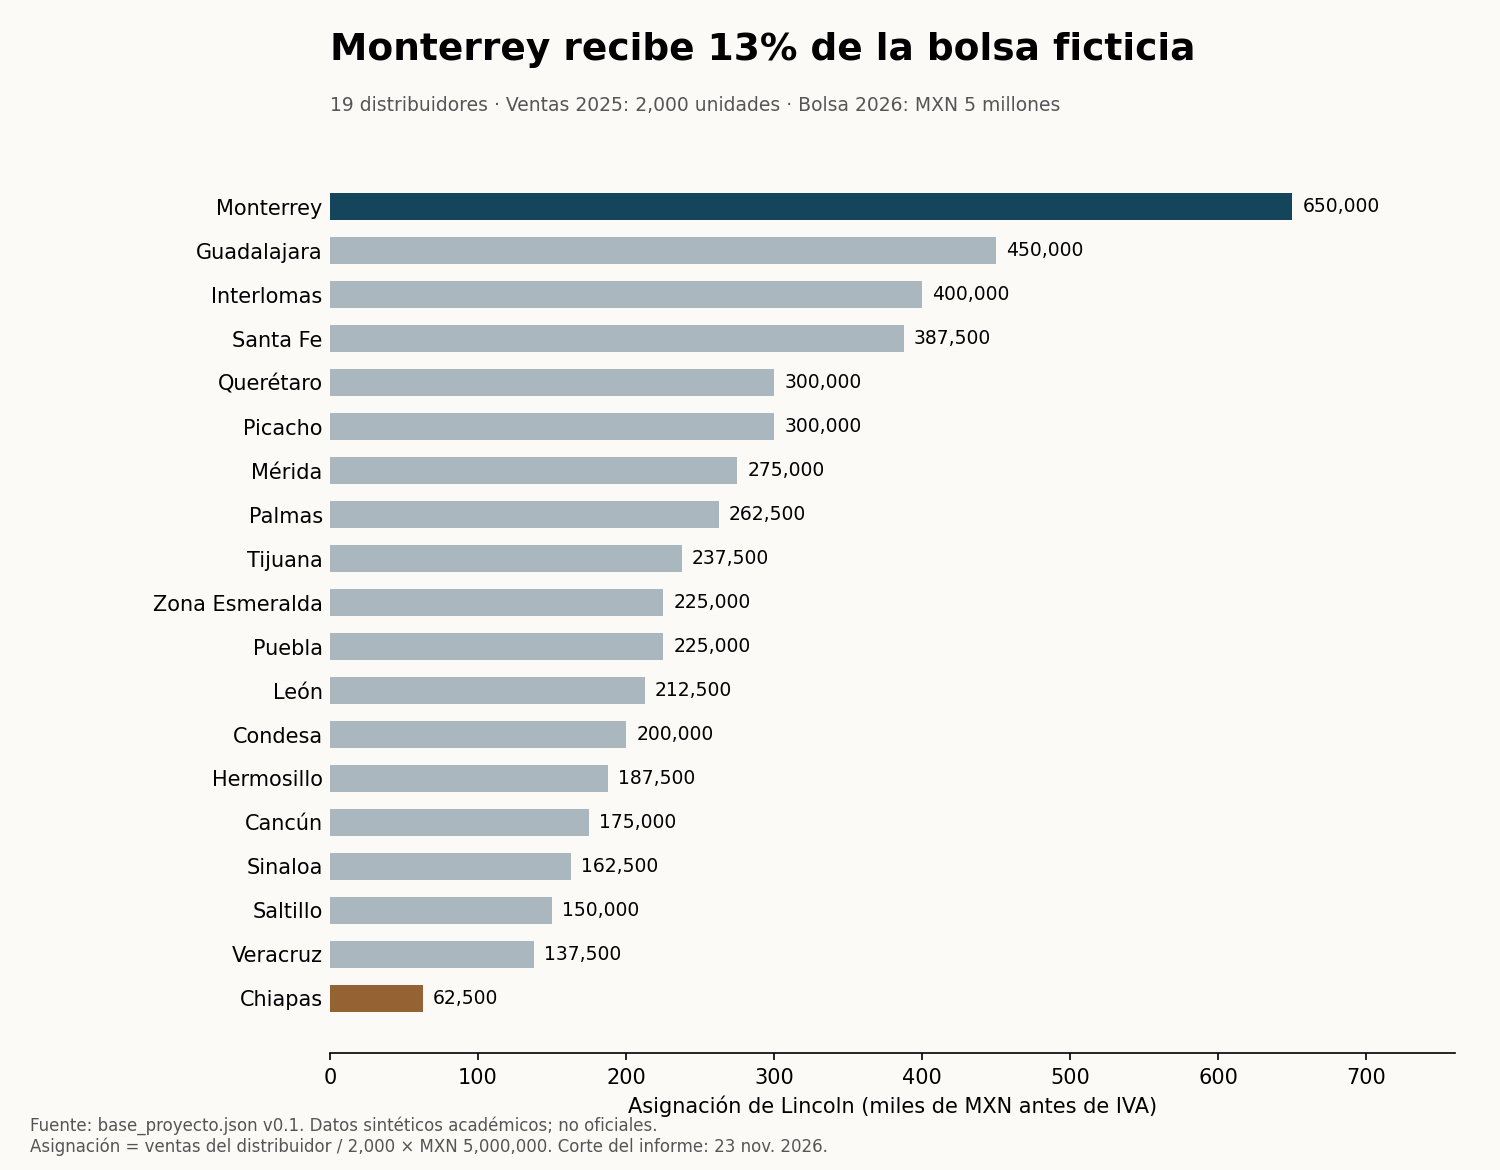 Monterrey recibe 13% de la bolsa ficticia
19 distribuidores · Ventas 2025: 2,000 unidades · Bolsa 2026: MXN 5 millones
Monterrey 650,000
Guadalajara 450,000
Interlomas 400,000
Santa Fe 387,500
Querétaro 300,000
Picacho 300,000
Mérida 275,000
Palmas 262,500
Tijuana 237,500
Zona Esmeralda 225,000
Puebla 225,000
León 212,500
Condesa 200,000
Hermosillo 187,500
Cancún 175,000
Sinaloa 162,500
Saltillo 150,000
Veracruz 137,500
Chiapas 62,500
0 100 200 300 400 500 600 700
Asignación de Lincoln (miles de MXN antes de IVA)
Fuente: base_proyecto.json v0.1. Datos sintéticos académicos; no oficiales.
Asignación = ventas del distribuidor / 2,000 × MXN 5,000,000. Corte del informe: 23 nov. 2026.